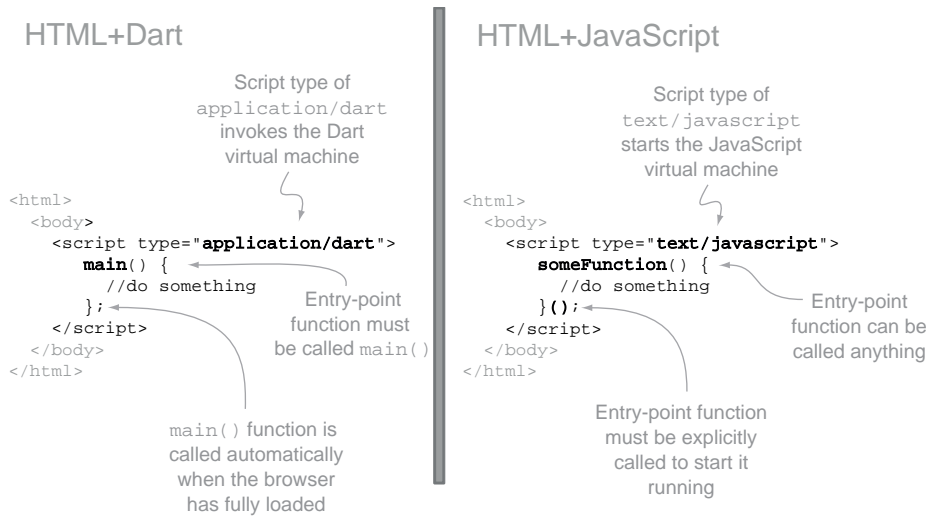 HTML+Dart
Script type of
application/dart
invokes the Dart
virtual machine
<html>
<body>
<script type="application/dart">
main() {
//do something
};
</script>
</body>
</html>
Entry-point
function must
be called main()
main() function is
called automatically
when the browser
has fully loaded
HTML+JavaScript
Script type of
text/javascript
starts the JavaScript
virtual machine
<html>
<body>
<script type="text/javascript">
someFunction() {
//do something
}();
</script>
</body>
</html>
Entry-point
function can be
called anything
Entry-point function
must be explicitly
called to start it
running